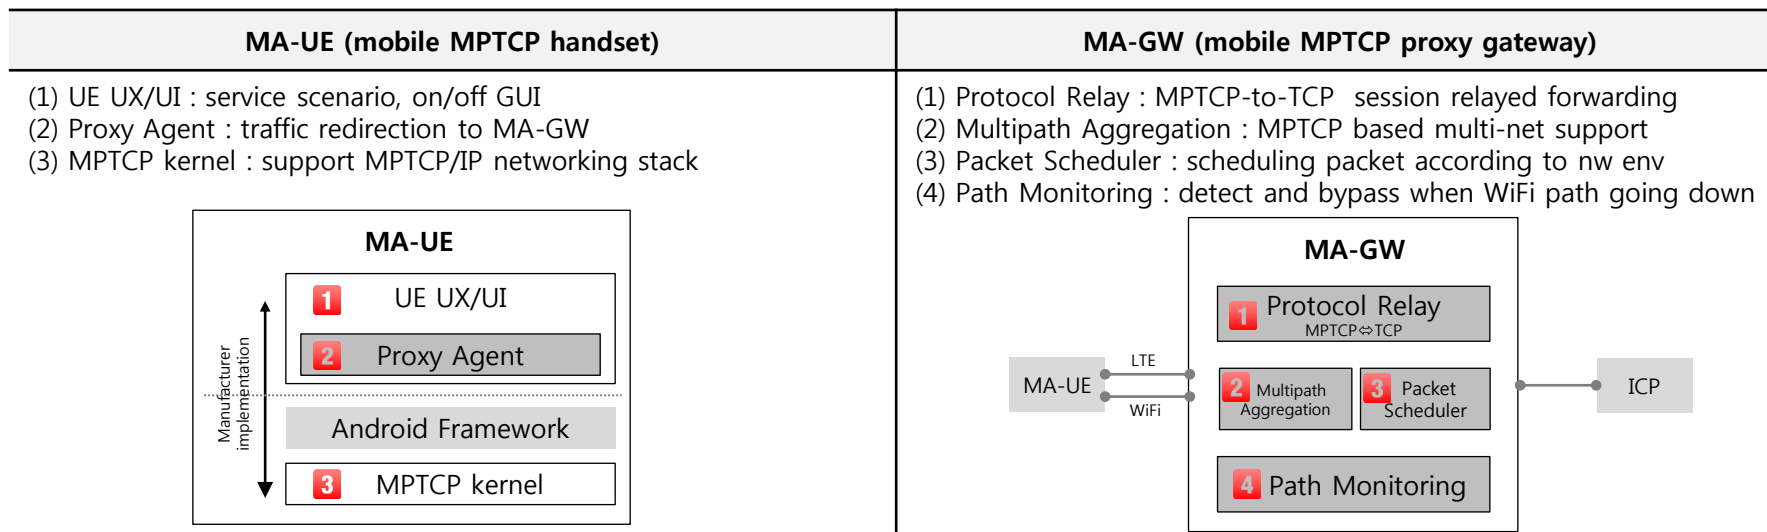 MA-UE (mobile MPTCP handset)
(1) UE UX/UI : service scenario, on/off GUI
(2) Proxy Agent : traffic redirection to MA-GW
(3) MPTCP kernel : support MPTCP/IP networking stack
MA-UE
1 UE UX/UI
2 Proxy Agent
Manufacturer
implementation
Android Framework
3 MPTCP kernel
MA-GW (mobile MPTCP proxy gateway)
(1) Protocol Relay : MPTCP-to-TCP session relayed forwarding
(2) Multipath Aggregation : MPTCP based multi-net support
(3) Packet Scheduler : scheduling packet according to nw env
(4) Path Monitoring : detect and bypass when WiFi path going down
MA-GW
1 Protocol Relay
MPTCP⇔TCP
MA-UE
LTE
WiFi
2 Multipath
Aggregation
3 Packet
Scheduler
ICP
4 Path Monitoring